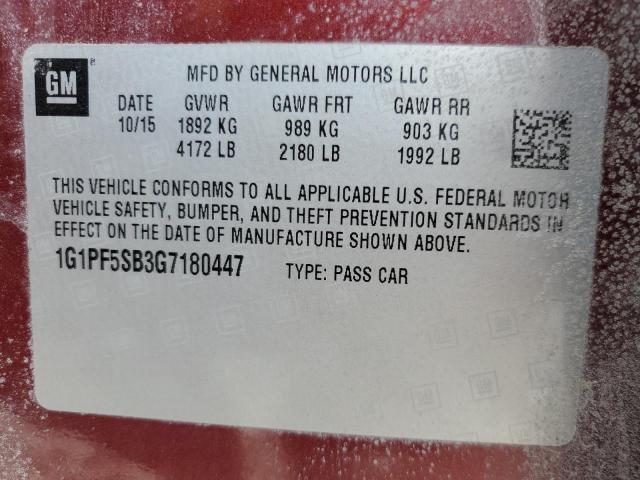 GM
MFD BY GENERAL MOTORS LLC
DATE GVWR GAWR FRT GAWR RR
10/15 1892 KG 989 KG 903 KG
4172 LB 2180 LB 1992 LB
THIS VEHICLE CONFORMS TO ALL APPLICABLE U.S. FEDERAL MOTOR
VEHICLE SAFETY, BUMPER, AND THEFT PREVENTION STANDARDS IN
EFFECT ON THE DATE OF MANUFACTURE SHOWN ABOVE.
1G1PF5SB3G7180447 TYPE: PASS CAR